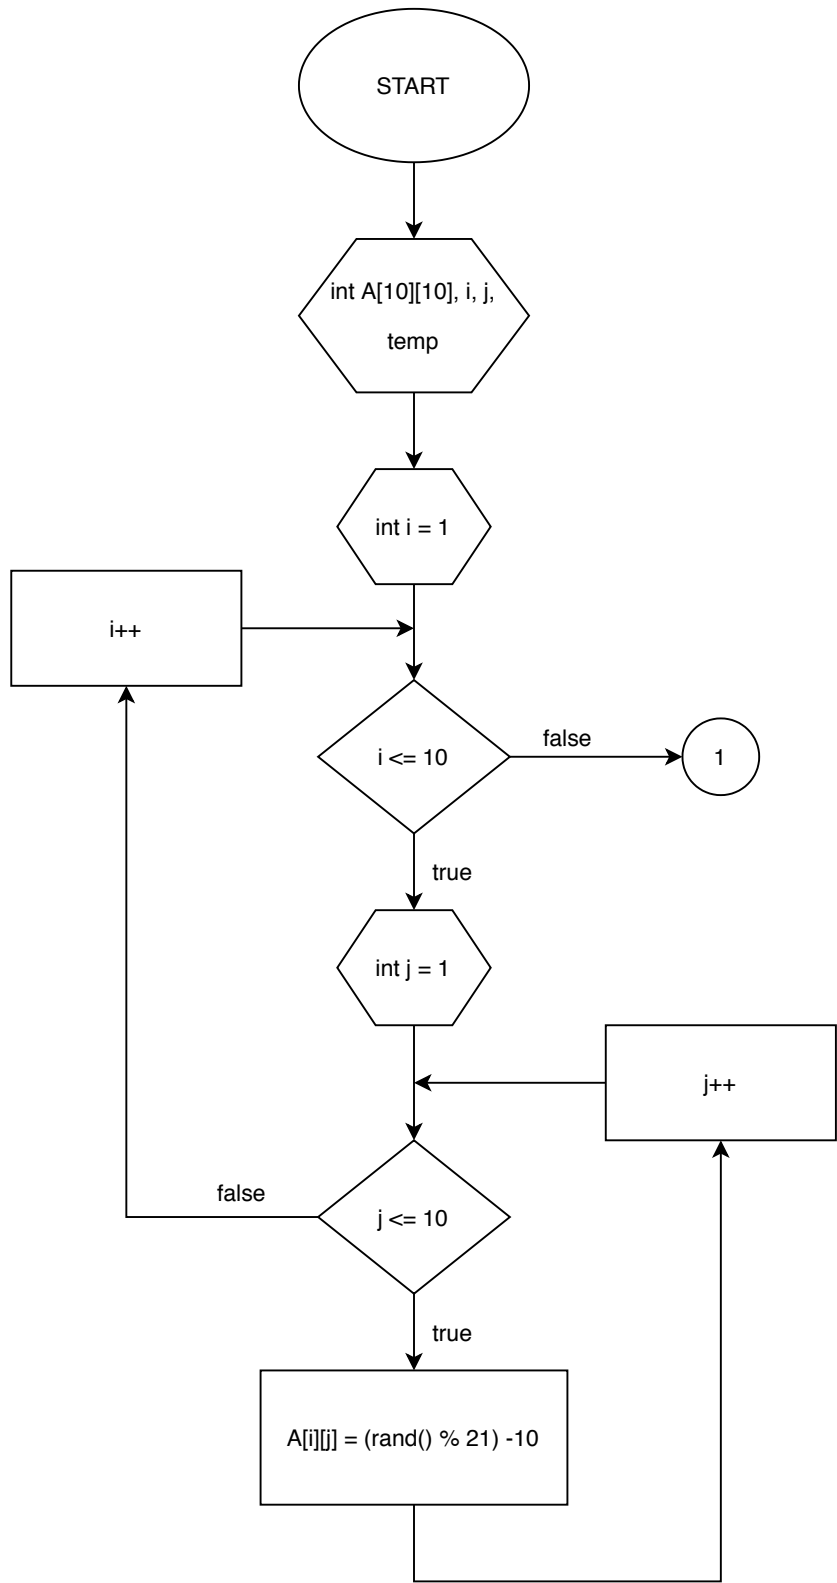 START
int A[10][10], i, j,
temp
int i = 1
i++
i <= 10
false
1
true
int j = 1
j++
false
j <= 10
true
A[i][j] = (rand() % 21) -10